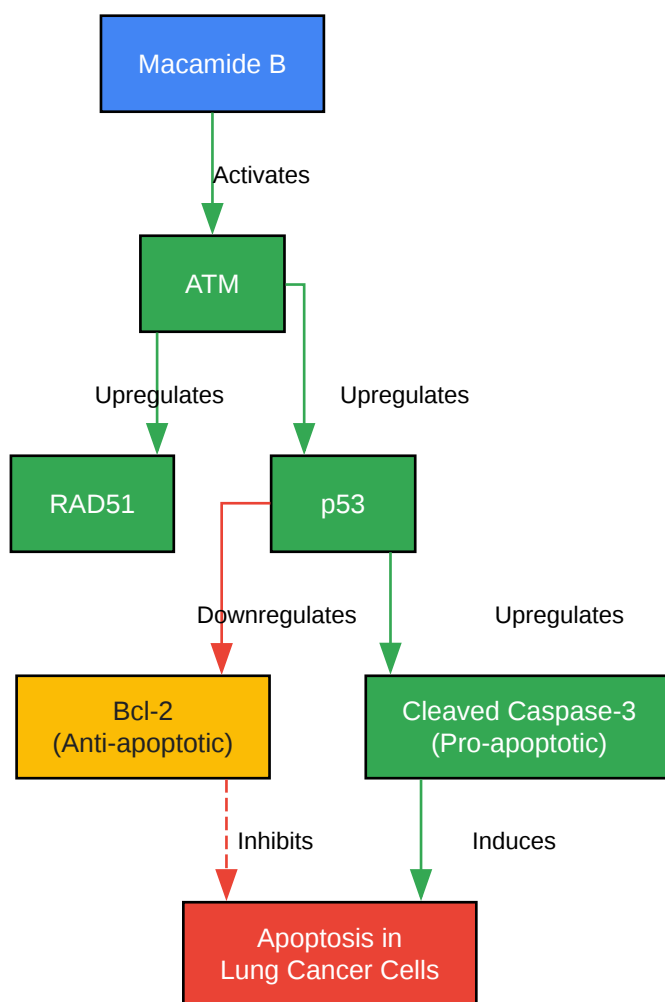 Macamide B
Activates
ATM
Upregulates
Upregulates
RAD51
p53
Downregulates
Upregulates
Bcl-2
(Anti-apoptotic)
Cleaved Caspase-3
(Pro-apoptotic)
Inhibits
Induces
Apoptosis in
Lung Cancer Cells